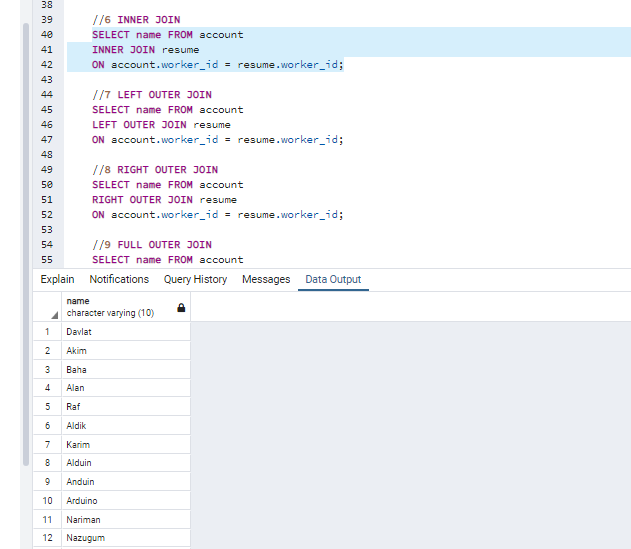 38
39 //6 INNER JOIN
40 SELECT name FROM account
41 INNER JOIN resume
42 ON account.worker_id = resume.worker_id;
43
44 //7 LEFT OUTER JOIN
45 SELECT name FROM account
46 LEFT OUTER JOIN resume
47 ON account.worker_id = resume.worker_id;
48
49 //8 RIGHT OUTER JOIN
50 SELECT name FROM account
51 RIGHT OUTER JOIN resume
52 ON account.worker_id = resume.worker_id;
53
54 //9 FULL OUTER JOIN
55 SELECT name FROM account
Explain Notifications Query History Messages Data Output
name
character varying (10)
1 Davlat
2 Akim
3 Baha
4 Alan
5 Raf
6 Aldik
7 Karim
8 Alduin
9 Anduin
10 Arduino
11 Nariman
12 Nazugum